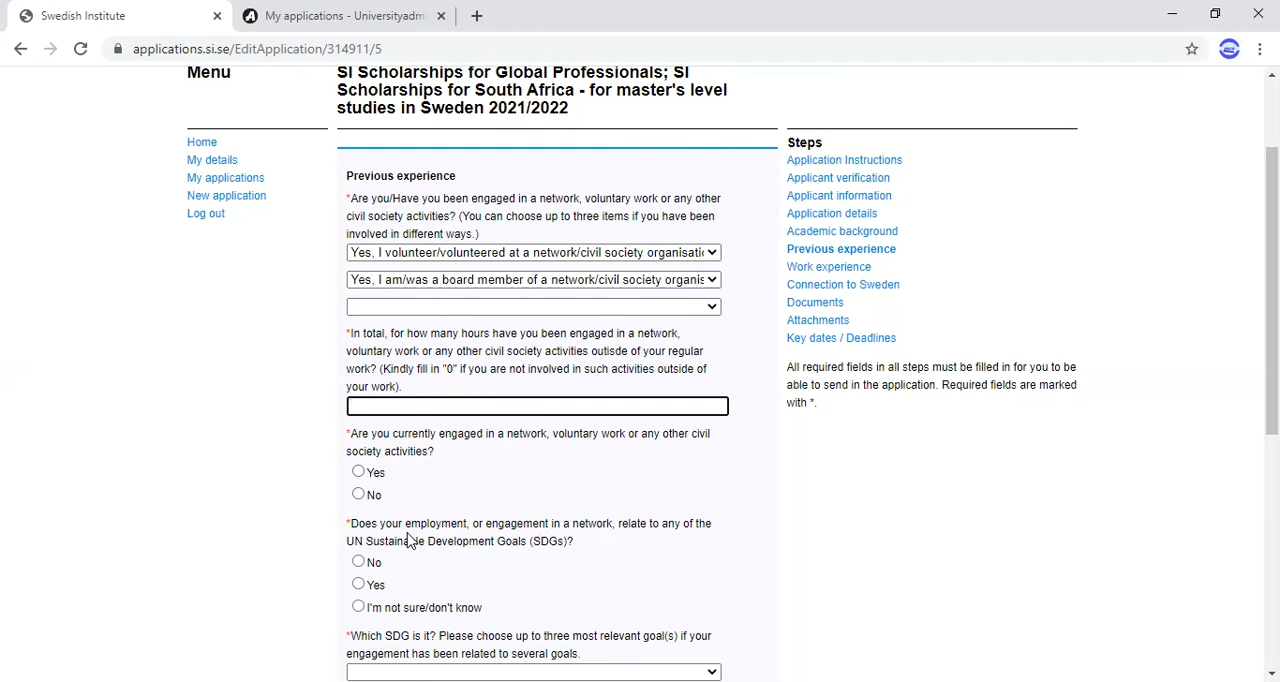 Swedish Institute
My applications - Universityadm
applications.si.se/EditApplication/314911/5
Menu
Home
My details
My applications
New application
Log out
SI Scholarships for Global Professionals; SI
Scholarships for South Africa - for master's level
studies in Sweden 2021/2022
Previous experience
*Are you/Have you been engaged in a network, voluntary work or any other
civil society activities? (You can choose up to three items if you have been
involved in different ways.)
Yes, I volunteer/volunteered at a network/civil society organisati
Yes, I am/was a board member of a network/civil society organis
*In total, for how many hours have you been engaged in a network,
voluntary work or any other civil society activities outisde of your regular
work? (Kindly fill in "0" if you are not involved in such activities outside of
your work).
*Are you currently engaged in a network, voluntary work or any other civil
society activities?
Yes
No
*Does your employment, or engagement in a network, relate to any of the
UN Sustainable Development Goals (SDGs)?
No
Yes
I'm not sure/don't know
*Which SDG is it? Please choose up to three most relevant goal(s) if your
engagement has been related to several goals.
Steps
Application Instructions
Applicant verification
Applicant information
Application details
Academic background
Previous experience
Work experience
Connection to Sweden
Documents
Attachments
Key dates / Deadlines
All required fields in all steps must be filled in for you to be
able to send in the application. Required fields are marked
with *.